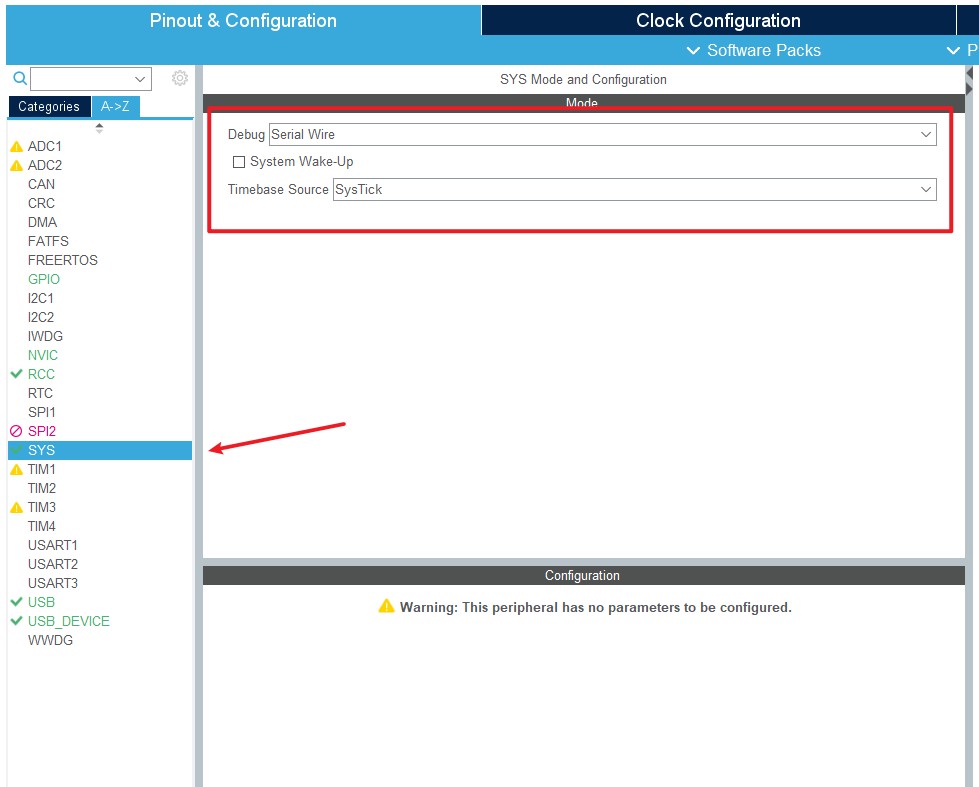 Pinout & Configuration
Clock Configuration
Software Packs
P
SYS Mode and Configuration
Categories
A->Z
Mode
Debug Serial Wire
System Wake-Up
Timebase Source SysTick
ADC1
ADC2
CAN
CRC
DMA
FATFS
FREERTOS
GPIO
I2C1
I2C2
IWDG
NVIC
RCC
RTC
SPI1
SPI2
SYS
TIM1
TIM2
TIM3
TIM4
USART1
USART2
USART3
USB
USB_DEVICE
WWDG
Configuration
Warning: This peripheral has no parameters to be configured.